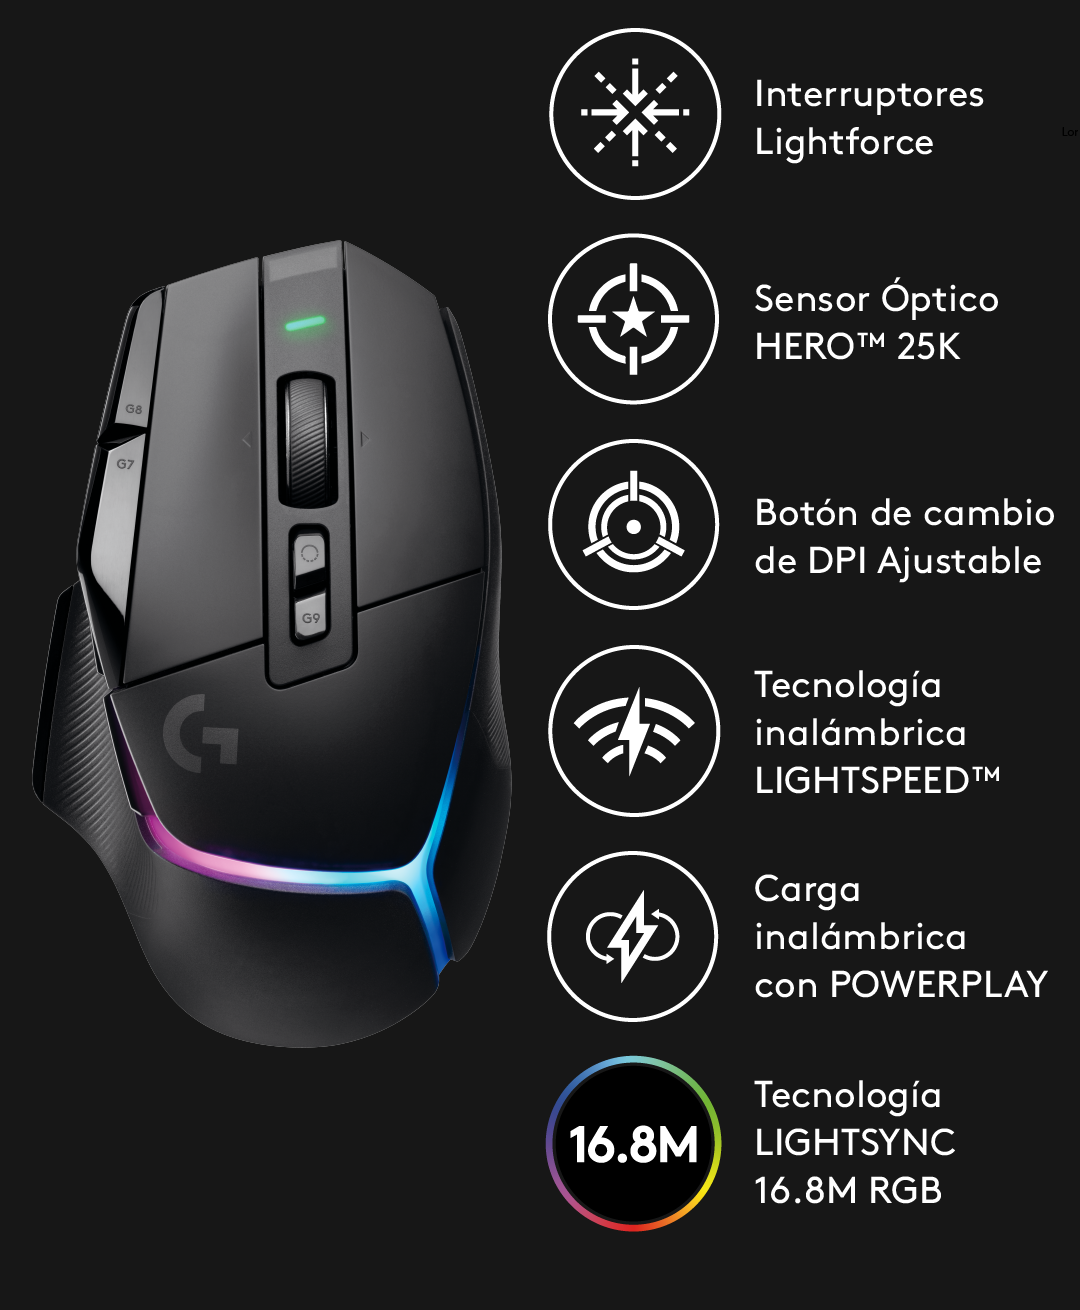 Interruptores
Lightforce
Lor
Sensor Óptico
HERO™ 25K
G8
G7
Botón de cambio
de DPI Ajustable
G9
Tecnología
inalámbrica
LIGHTSPEED™
Carga
inalámbrica
con POWERPLAY
16.8M
Tecnología
LIGHTSYNC
16.8M RGB